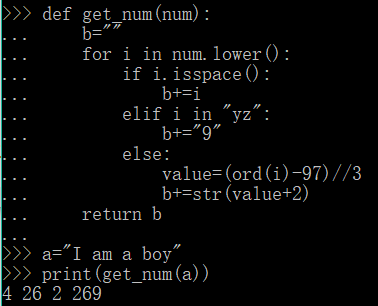 >>> def get_num(num):
...     b=""
...     for i in num.lower():
...         if i.isspace():
...             b+=i
...         elif i in "yz":
...             b+="9"
...         else:
...             value=(ord(i)-97)//3
...             b+=str(value+2)
...     return b
...
>>> a="I am a boy"
>>> print(get_num(a))
4 26 2 269